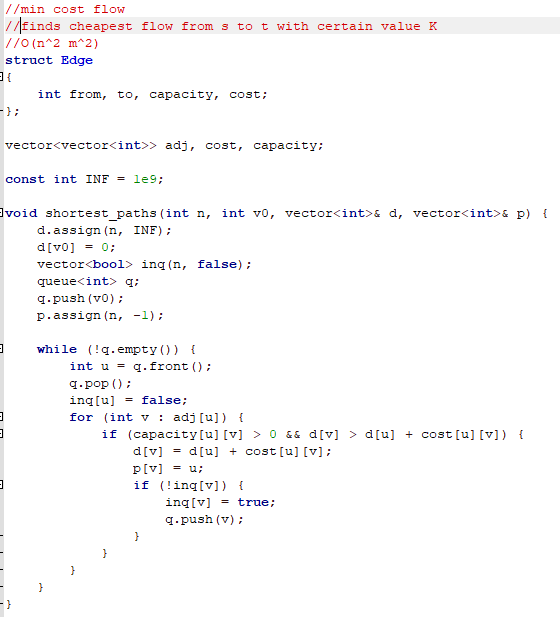 //min cost flow
//finds cheapest flow from s to t with certain value K
//O(n^2 m^2)
struct Edge
{
    int from, to, capacity, cost;
};

vector<vector<int>> adj, cost, capacity;

const int INF = 1e9;

void shortest_paths(int n, int v0, vector<int>& d, vector<int>& p) {
    d.assign(n, INF);
    d[v0] = 0;
    vector<bool> inq(n, false);
    queue<int> q;
    q.push(v0);
    p.assign(n, -1);

    while (!q.empty()) {
        int u = q.front();
        q.pop();
        inq[u] = false;
        for (int v : adj[u]) {
            if (capacity[u][v] > 0 && d[v] > d[u] + cost[u][v]) {
                d[v] = d[u] + cost[u][v];
                p[v] = u;
                if (!inq[v]) {
                    inq[v] = true;
                    q.push(v);
                }
            }
        }
    }
}